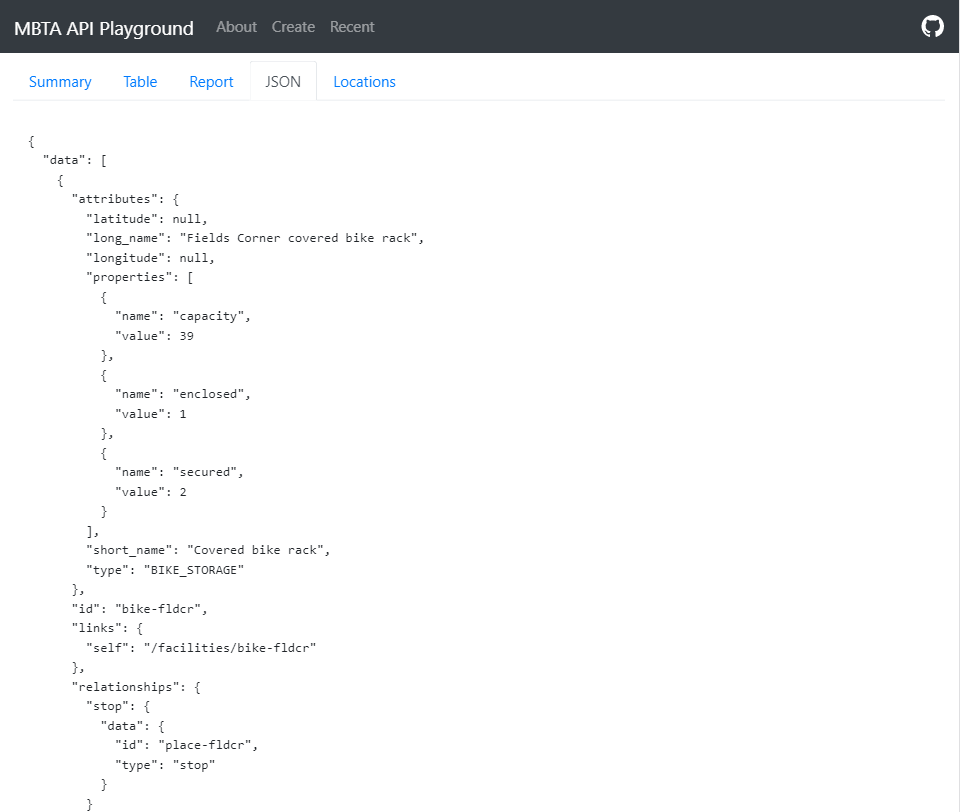 MBTA API Playground About Create Recent
Summary Table Report JSON Locations
{
  "data": [
    {
      "attributes": {
        "latitude": null,
        "long_name": "Fields Corner covered bike rack",
        "longitude": null,
        "properties": [
          {
            "name": "capacity",
            "value": 39
          },
          {
            "name": "enclosed",
            "value": 1
          },
          {
            "name": "secured",
            "value": 2
          }
        ],
        "short_name": "Covered bike rack",
        "type": "BIKE_STORAGE"
      },
      "id": "bike-fldcr",
      "links": {
        "self": "/facilities/bike-fldcr"
      },
      "relationships": {
        "stop": {
          "data": {
            "id": "place-fldcr",
            "type": "stop"
          }
        }